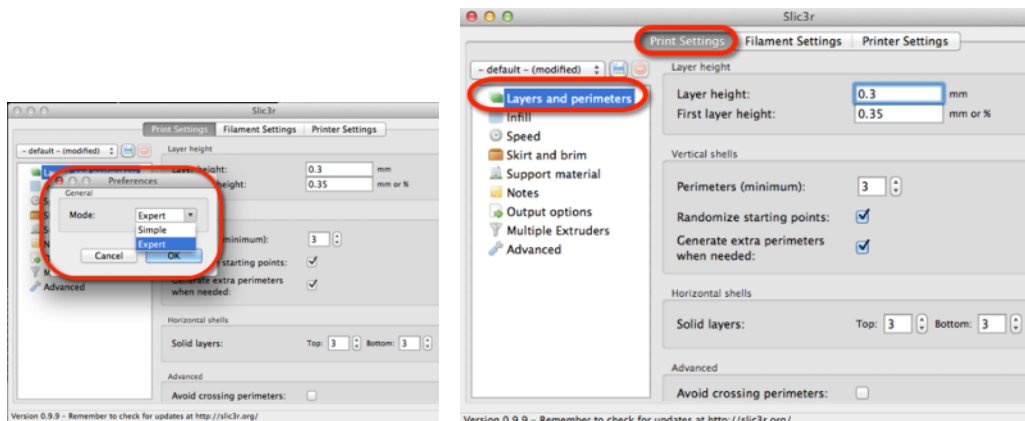 Slic3r
Print Settings Filament Settings Printer Settings
- default - (modified)
Layer height
0.3 mm
height: 0.35 mm or %
Preferences
General
Mode: Expert
Simple
Expert
Cancel OK
minimum): 3
starting points:
Generate extra perimeters
when needed:
Advanced
Horizontal shells
Solid layers: Top: 3 Bottom: 3
Advanced
Avoid crossing perimeters:
Version 0.9.9 - Remember to check for updates at http://slic3r.org/
Slic3r
Print Settings Filament Settings Printer Settings
- default - (modified)
Layers and perimeters
Infill
Speed
Skirt and brim
Support material
Notes
Output options
Multiple Extruders
Advanced
Layer height
Layer height: 0.3 mm
First layer height: 0.35 mm or %
Vertical shells
Perimeters (minimum): 3
Randomize starting points:
Generate extra perimeters
when needed:
Horizontal shells
Solid layers: Top: 3 Bottom: 3
Advanced
Avoid crossing perimeters:
Version 0.9.9 - Remember to check for updates at http://slic3r.org/